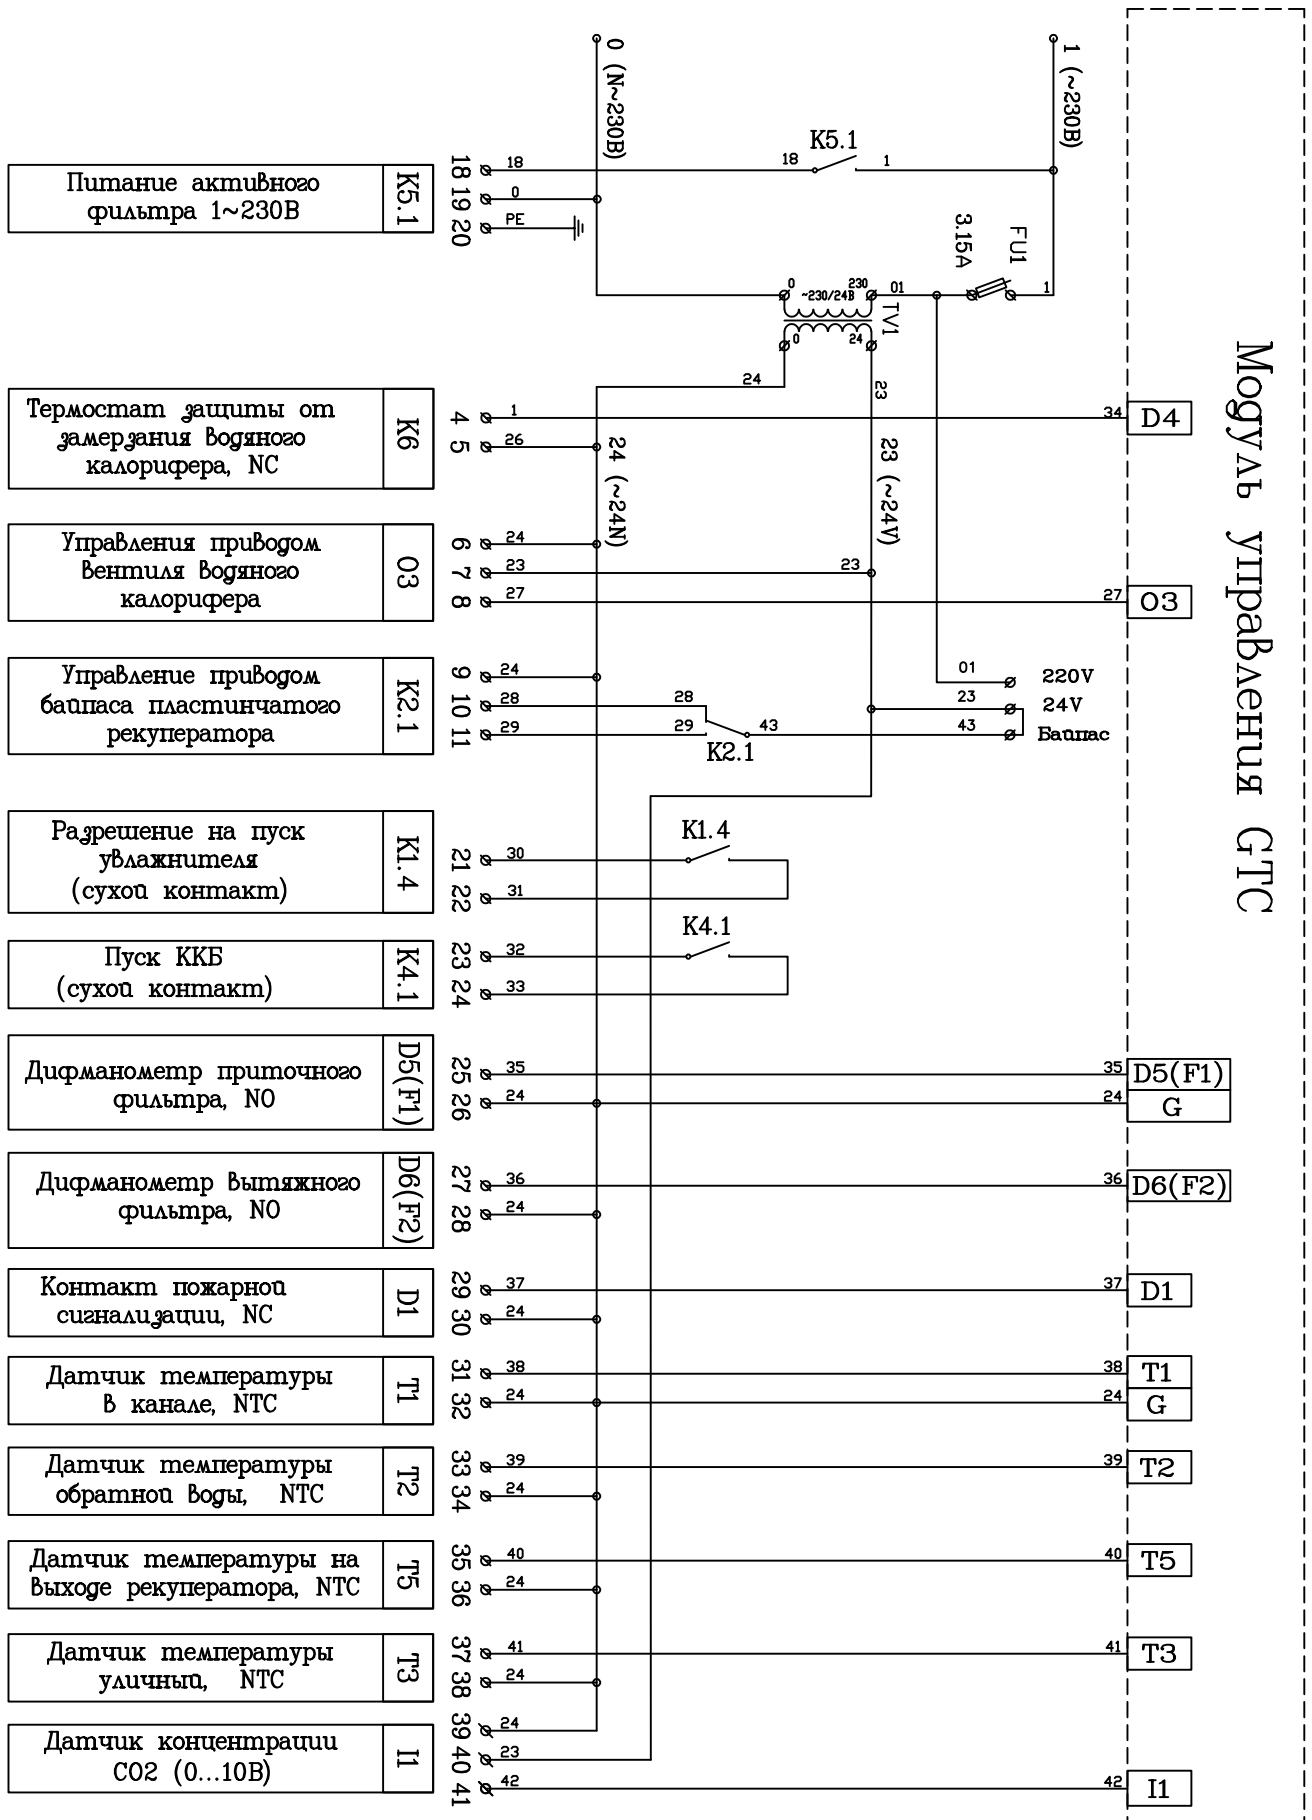 0 (N~230В)
1 (~230В)
K5.1
18
1
Питание активного
фильтра 1~230В
K5.1
18
19
20
18
0
PE
FU1
3.15A
1
0
230
~230/24В
01
TV1
0
24
24
23
Модуль управления GTC
Термостат защиты от
замерзания водяного
калорифера, NC
K6
4
5
1
26
34
D4
24 (~24N)
23 (~24V)
Управления приводом
вентиля водяного
калорифера
O3
6
7
8
24
23
27
23
27
O3
Управление приводом
байпаса пластинчатого
рекуператора
K2.1
9
10
11
24
28
29
28
29
43
K2.1
01
23
43
220V
24V
Байпас
Разрешение на пуск
увлажнителя
(сухой контакт)
K1.4
21
22
30
31
K1.4
Пуск ККБ
(сухой контакт)
K4.1
23
24
32
33
K4.1
Дифманометр приточного
фильтра, NO
D5(F1)
25
26
35
24
35
24
D5(F1)
G
Дифманометр вытяжного
фильтра, NO
D6(F2)
27
28
36
24
36
D6(F2)
Контакт пожарной
сигнализации, NC
D1
29
30
37
24
37
D1
Датчик температуры
в канале, NTC
T1
31
32
38
24
38
24
T1
G
Датчик температуры
обратной воды, NTC
T2
33
34
39
24
39
T2
Датчик температуры на
выходе рекуператора, NTC
T5
35
36
40
24
40
T5
Датчик температуры
уличный, NTC
T3
37
38
41
24
41
T3
Датчик концентрации
CO2 (0...10В)
I1
39
40
41
24
23
42
42
I1